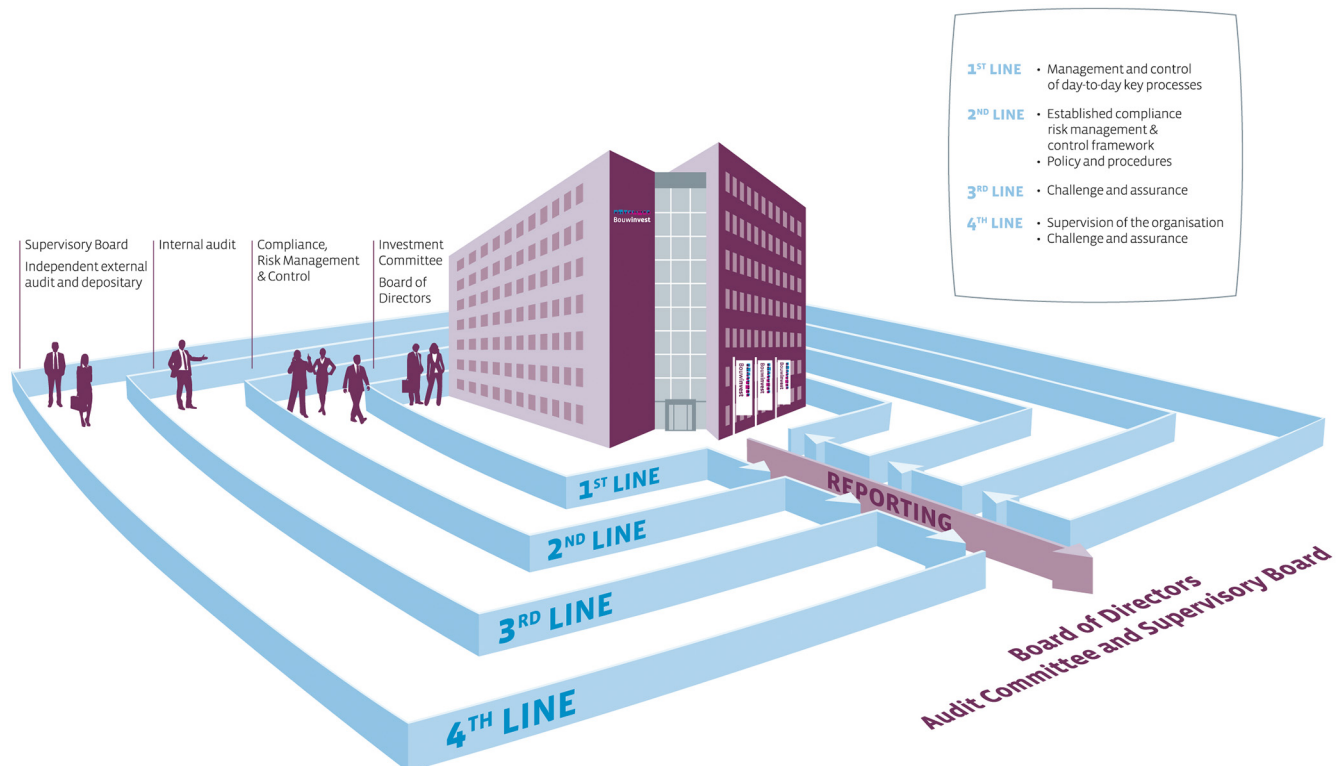 1ST LINE • Management and control
of day-to-day key processes
2ND LINE • Established compliance
risk management &
control framework
• Policy and procedures
3RD LINE • Challenge and assurance
4TH LINE • Supervision of the organisation
• Challenge and assurance
Supervisory Board
Independent external
audit and depositary
Internal audit
Compliance,
Risk Management
& Control
Investment
Committee
Board of
Directors
Bouwinvest
Bouwinvest
Bouwinvest
Bouwinvest
1ST LINE
2ND LINE
3RD LINE
4TH LINE
REPORTING
Board of Directors
Audit Committee and Supervisory Board